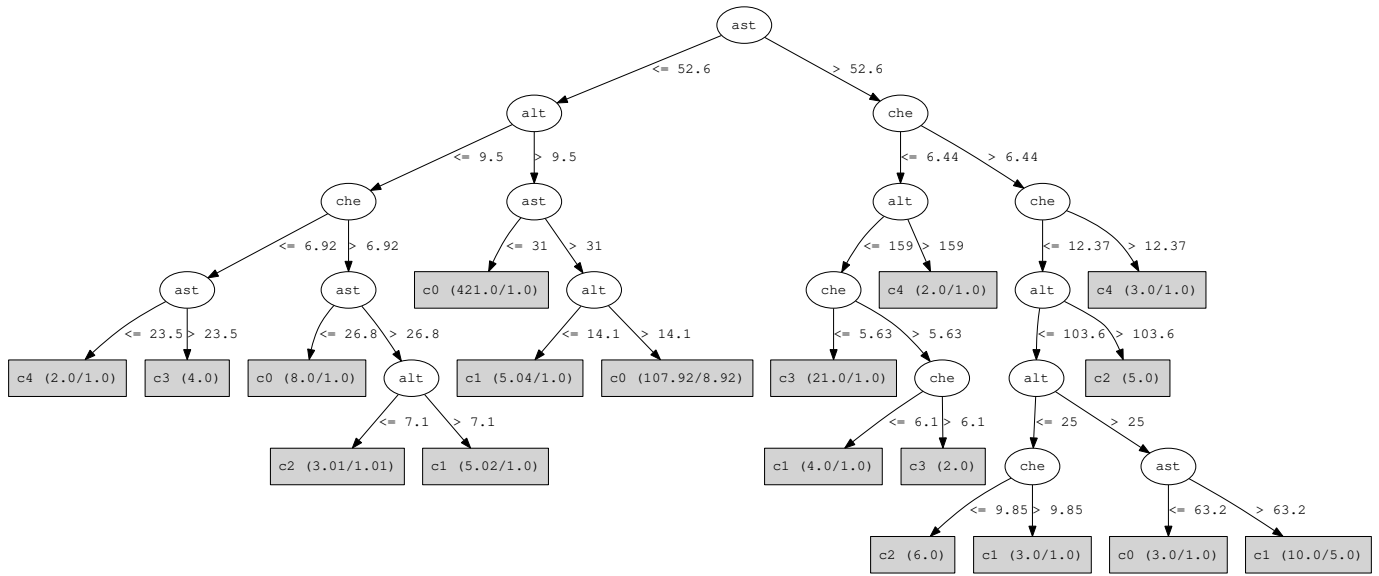 ast
<= 52.6 > 52.6
alt che
<= 9.5 > 9.5 <= 6.44 > 6.44
che ast alt che
<= 6.92 > 6.92 <= 31 > 31 <= 159 > 159 <= 12.37 > 12.37
ast ast c0 (421.0/1.0) alt che c4 (2.0/1.0) alt c4 (3.0/1.0)
<= 23.5 > 23.5 <= 26.8 > 26.8 <= 14.1 > 14.1 <= 5.63 > 5.63 <= 103.6 > 103.6
c4 (2.0/1.0) c3 (4.0) c0 (8.0/1.0) alt c1 (5.04/1.0) c0 (107.92/8.92) c3 (21.0/1.0) che alt c2 (5.0)
<= 7.1 > 7.1 <= 6.1 > 6.1 <= 25 > 25
c2 (3.01/1.01) c1 (5.02/1.0) c1 (4.0/1.0) c3 (2.0) che ast
<= 9.85 > 9.85 <= 63.2 > 63.2
c2 (6.0) c1 (3.0/1.0) c0 (3.0/1.0) c1 (10.0/5.0)